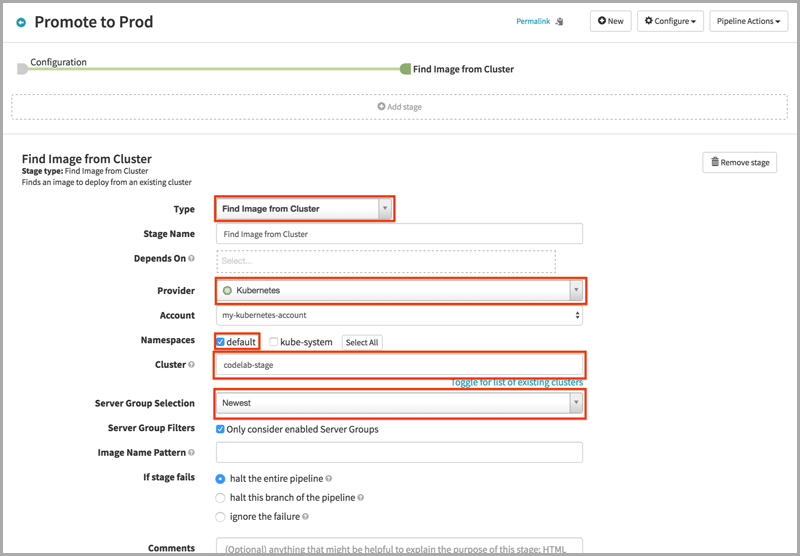 Promote to Prod
Permalink
New
Configure
Pipeline Actions
Configuration
Find Image from Cluster
Add stage
Find Image from Cluster
Stage type: Find Image from Cluster
Finds an image to deploy from an existing cluster
Remove stage
Type Find Image from Cluster
Stage Name Find Image from Cluster
Depends On Select...
Provider Kubernetes
Account my-kubernetes-account
Namespaces default kube-system Select All
Cluster codelab-stage
Toggle for list of existing clusters
Server Group Selection Newest
Server Group Filters Only consider enabled Server Groups
Image Name Pattern
If stage fails halt the entire pipeline
halt this branch of the pipeline
ignore the failure
Comments (Optional) anything that might be helpful to explain the purpose of this stage; HTML